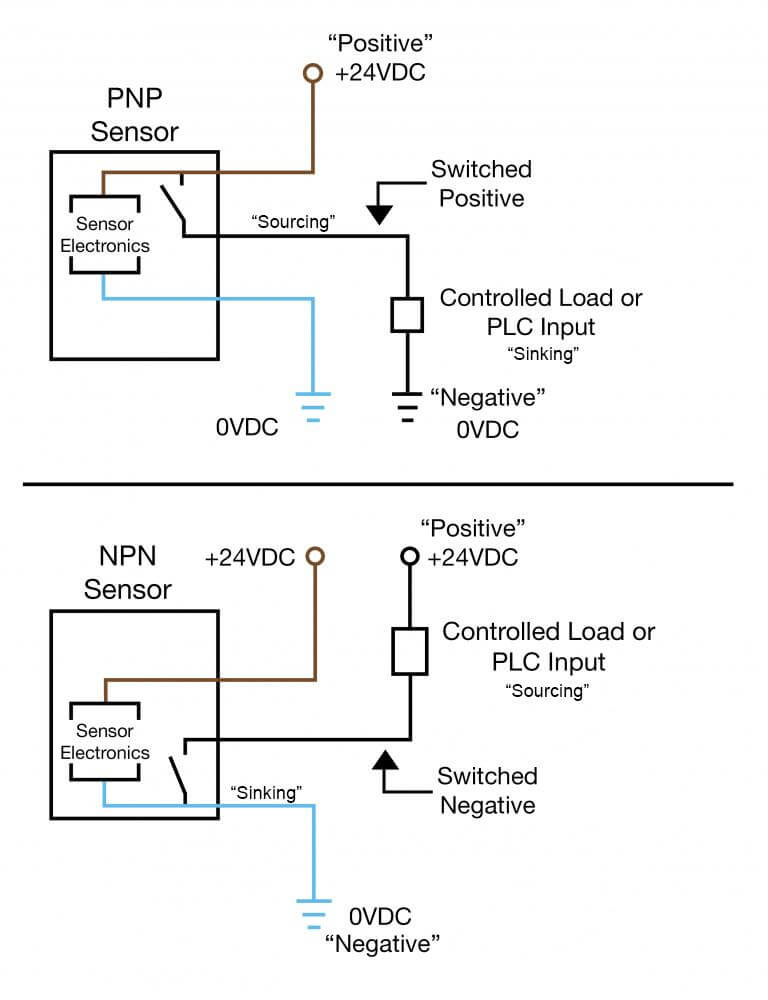 “Positive”
+24VDC
PNP
Sensor
Switched
Positive
“Sourcing”
Sensor
Electronics
Controlled Load or
PLC Input
“Sinking”
“Negative”
0VDC
0VDC
“Positive”
+24VDC
+24VDC
NPN
Sensor
Controlled Load or
PLC Input
“Sourcing”
Sensor
Electronics
Switched
Negative
“Sinking”
0VDC
“Negative”